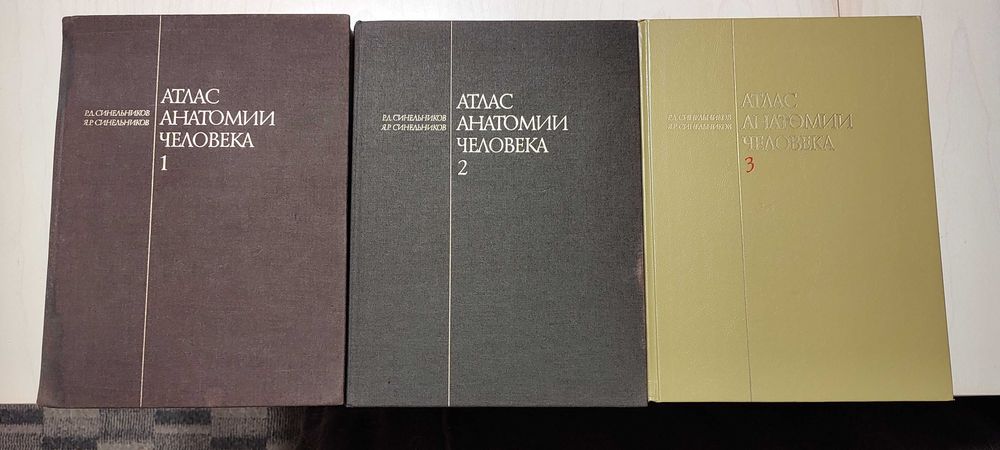 Р.Д. СИНЕЛЬНИКОВ
Я.Р. СИНЕЛЬНИКОВ
АТЛАС
АНАТОМИИ
ЧЕЛОВЕКА
1
Р.Д. СИНЕЛЬНИКОВ
Я.Р. СИНЕЛЬНИКОВ
АТЛАС
АНАТОМИИ
ЧЕЛОВЕКА
2
Р.Д. СИНЕЛЬНИКОВ
Я.Р. СИНЕЛЬНИКОВ
АТЛАС
АНАТОМИИ
ЧЕЛОВЕКА
3